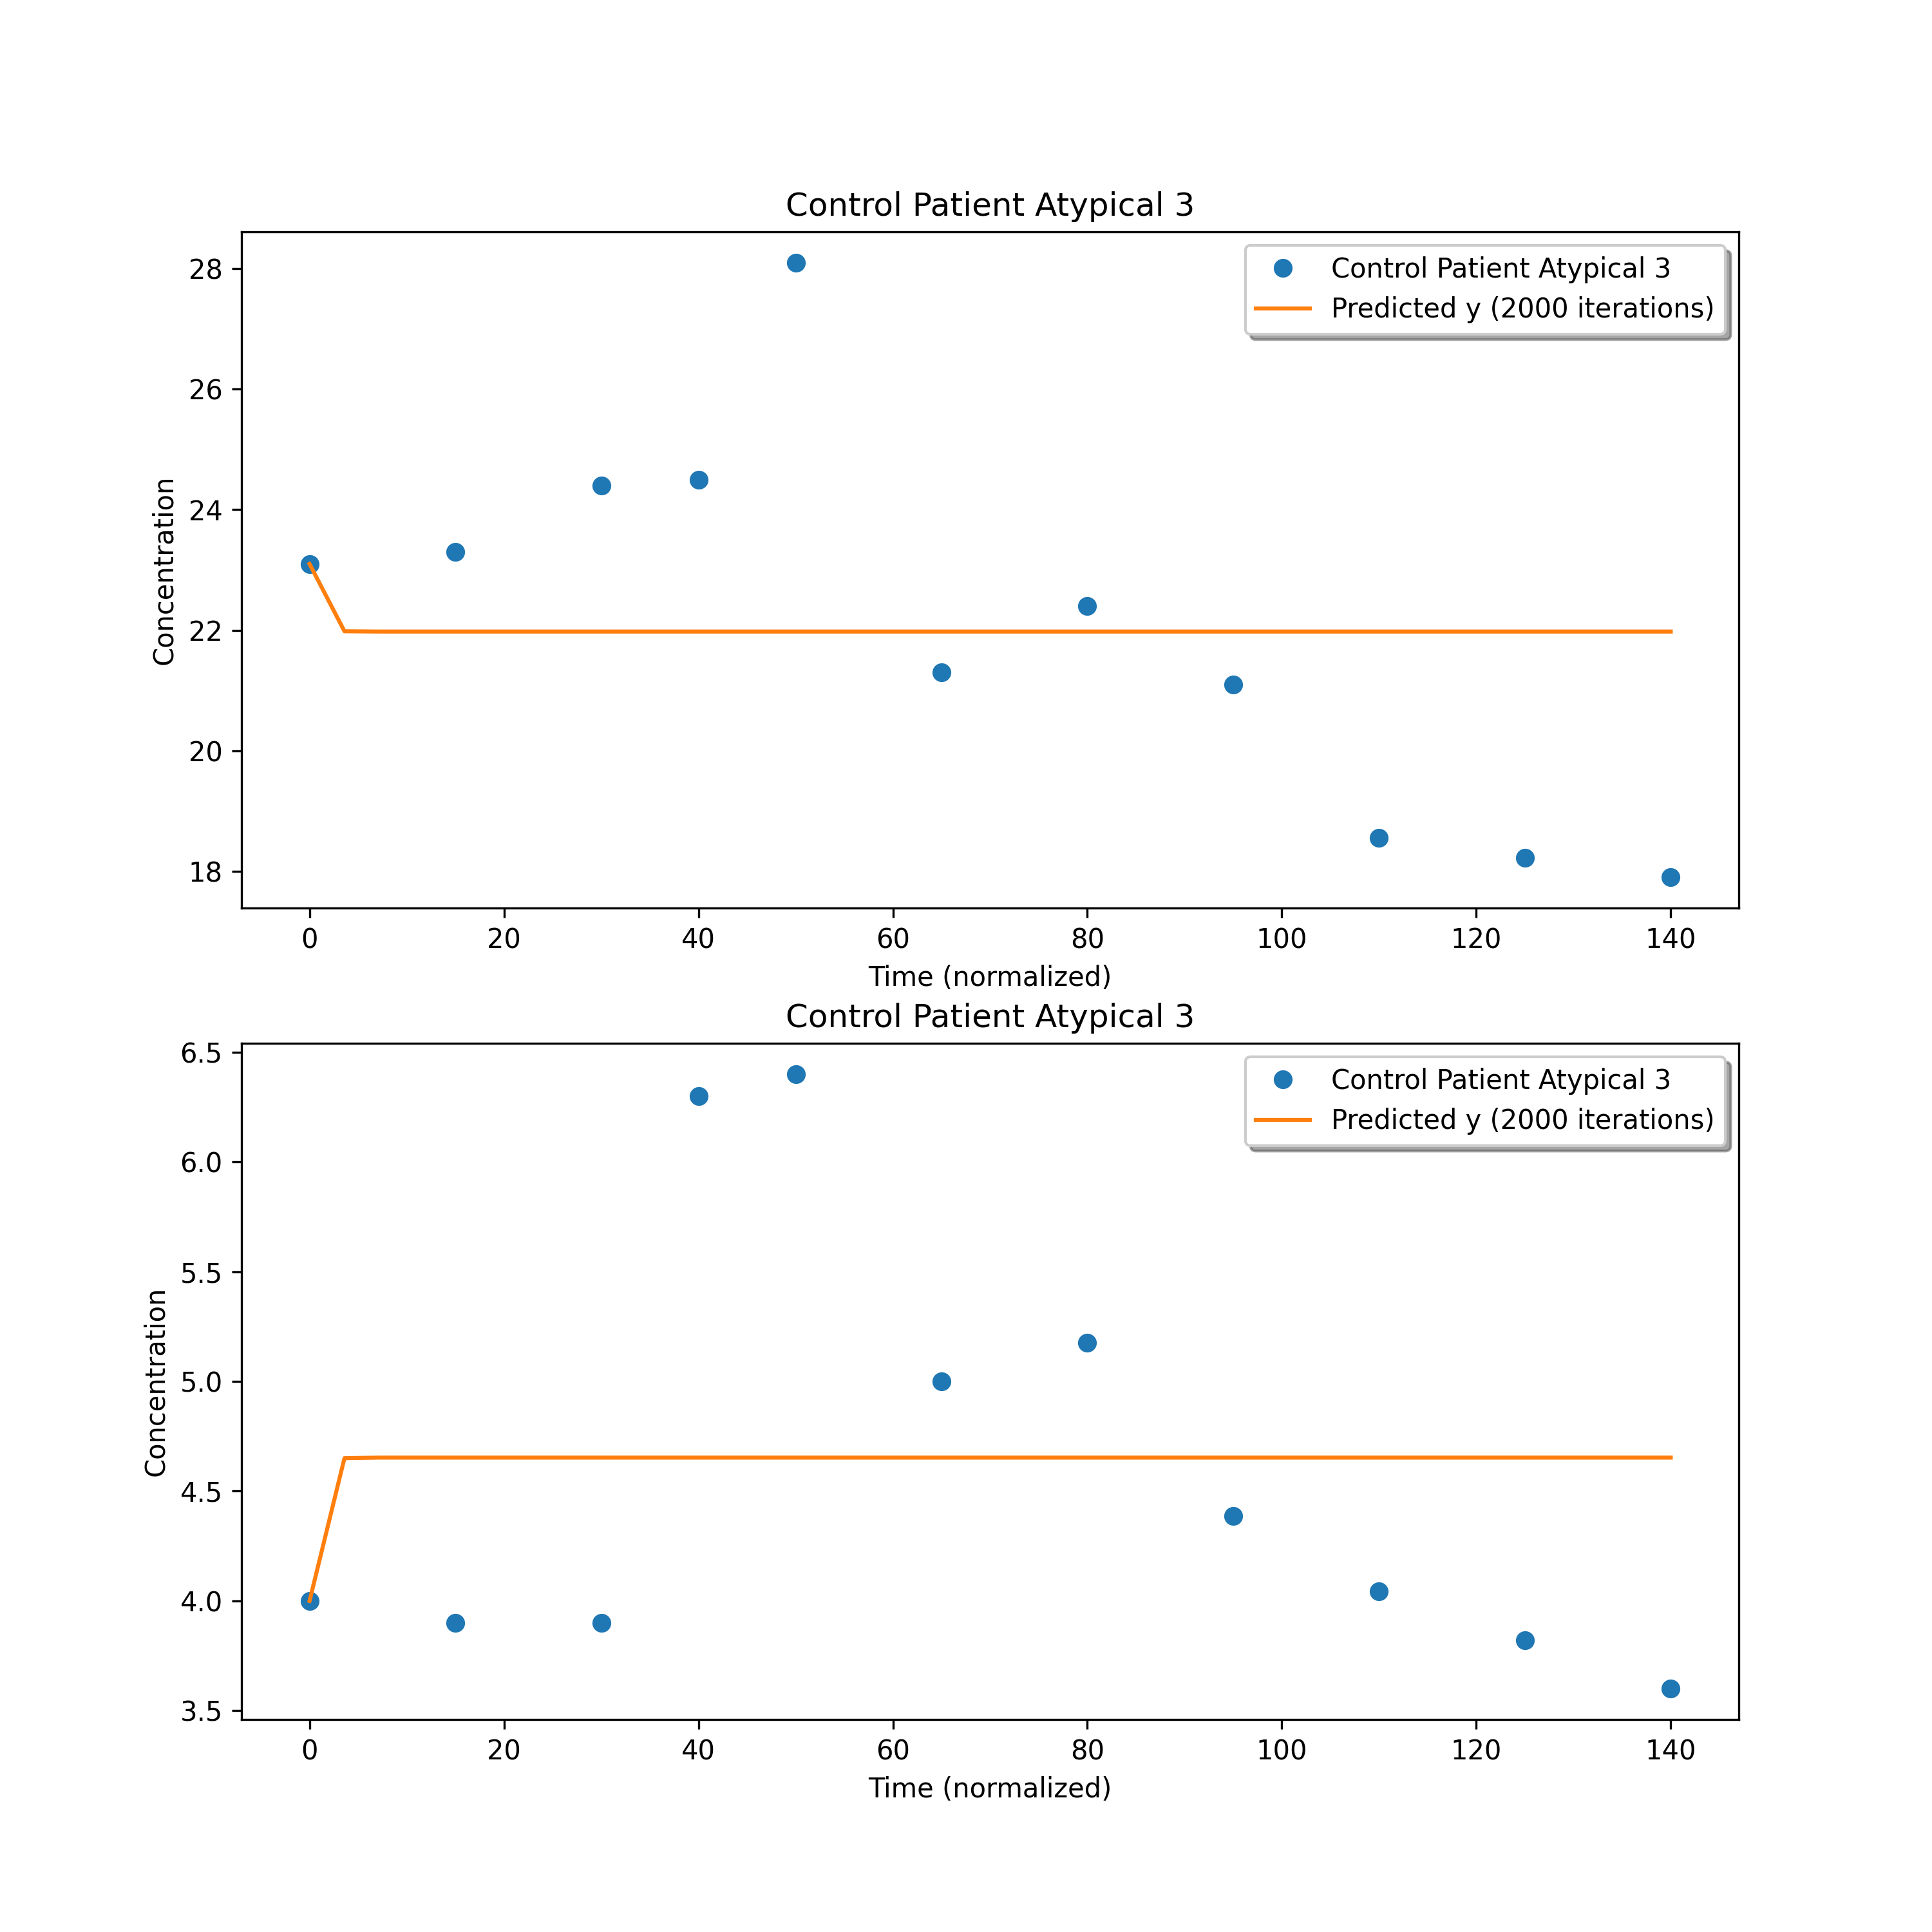 Control Patient Atypical 3
Control Patient Atypical 3
Predicted y (2000 iterations)
28
26
24
22
20
18
Concentration
0 20 40 60 80 100 120 140
Time (normalized)
Control Patient Atypical 3
Control Patient Atypical 3
Predicted y (2000 iterations)
6.5
6.0
5.5
5.0
4.5
4.0
3.5
Concentration
0 20 40 60 80 100 120 140
Time (normalized)